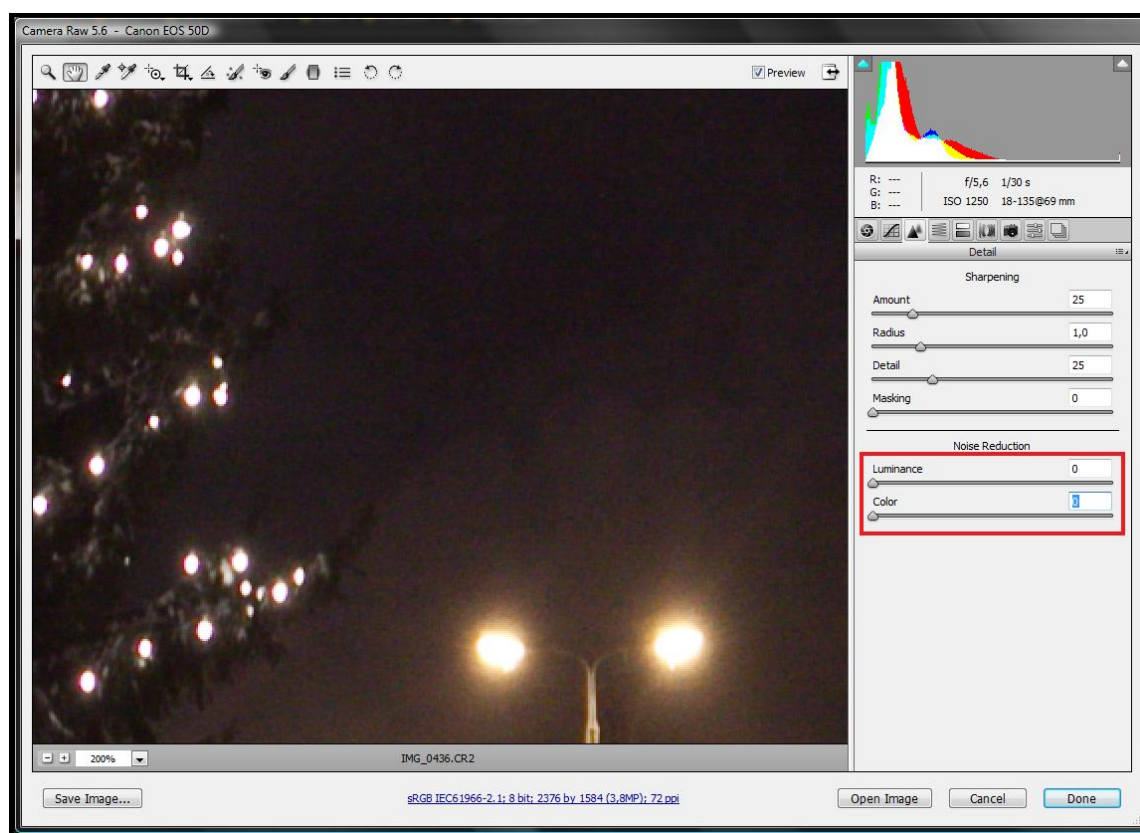 Camera Raw 5.6 - Canon EOS 50D
Preview
R: ---
G: ---
B: ---
f/5,6 1/30 s
ISO 1250 18-135@69 mm
Detail
Sharpening
Amount 25
Radius 1,0
Detail 25
Masking 0
Noise Reduction
Luminance 0
Color 0
200%
IMG_0436.CR2
Save Image...
sRGB IEC61966-2.1; 8 bit; 2376 by 1584 (3,8MP); 72 ppi
Open Image
Cancel
Done